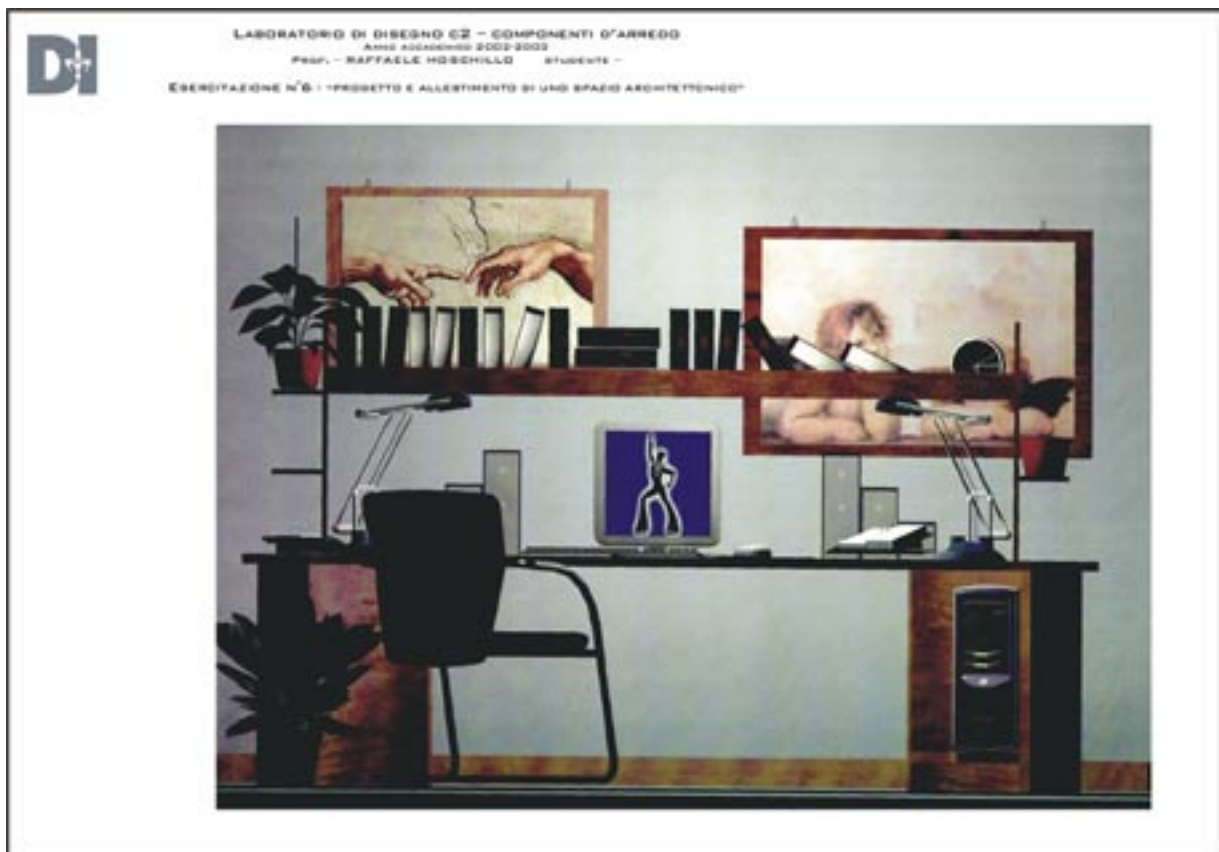 DI
LABORATORIO DI DISEGNO C2 – COMPONENTI D'ARREDO
ANNO ACCADEMICO 2002-2003
PROF. – RAFFAELE MOSCHILLO STUDENTE –
ESERCITAZIONE N°6 : "PROGETTO E ALLESTIMENTO DI UNO SPAZIO ARCHITETTONICO"